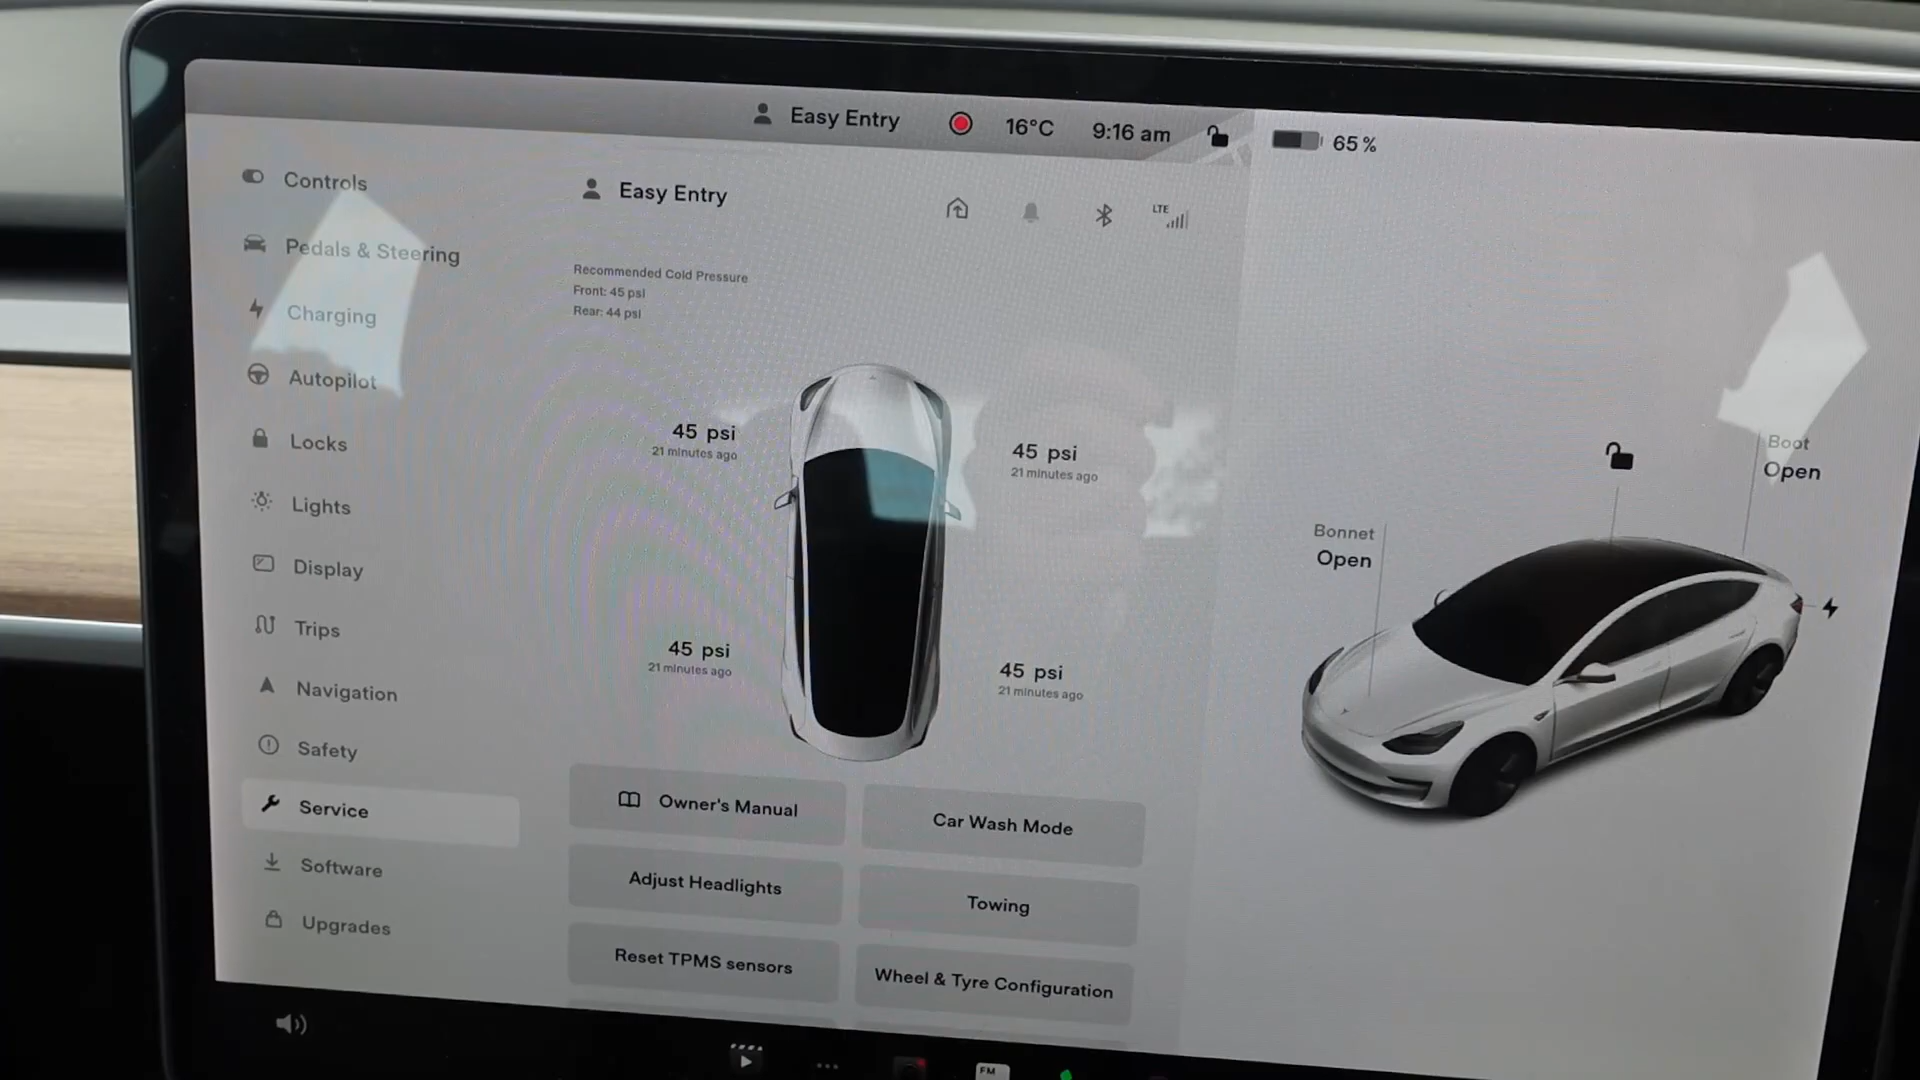 Easy Entry
16°C
9:16 am
65 %
Controls
Pedals & Steering
Charging
Autopilot
Locks
Lights
Display
Trips
Navigation
Safety
Service
Software
Upgrades
Easy Entry
LTE
Recommended Cold Pressure
Front: 45 psi
Rear: 44 psi
45 psi
21 minutes ago
45 psi
21 minutes ago
45 psi
21 minutes ago
45 psi
21 minutes ago
Owner's Manual
Car Wash Mode
Adjust Headlights
Towing
Reset TPMS sensors
Wheel & Tyre Configuration
Boot
Open
Bonnet
Open
FM